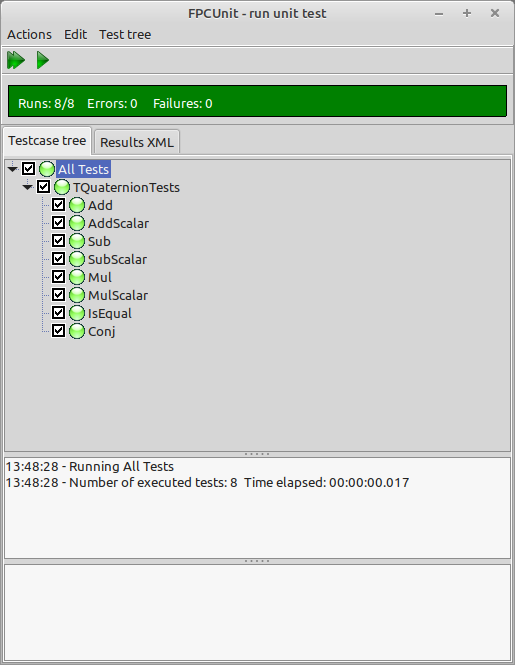 FPCUnit - run unit test
Actions Edit Test tree
Runs: 8/8 Errors: 0 Failures: 0
Testcase tree Results XML
All Tests
TQuaternionTests
Add
AddScalar
Sub
SubScalar
Mul
MulScalar
IsEqual
Conj
13:48:28 - Running All Tests
13:48:28 - Number of executed tests: 8 Time elapsed: 00:00:00.017